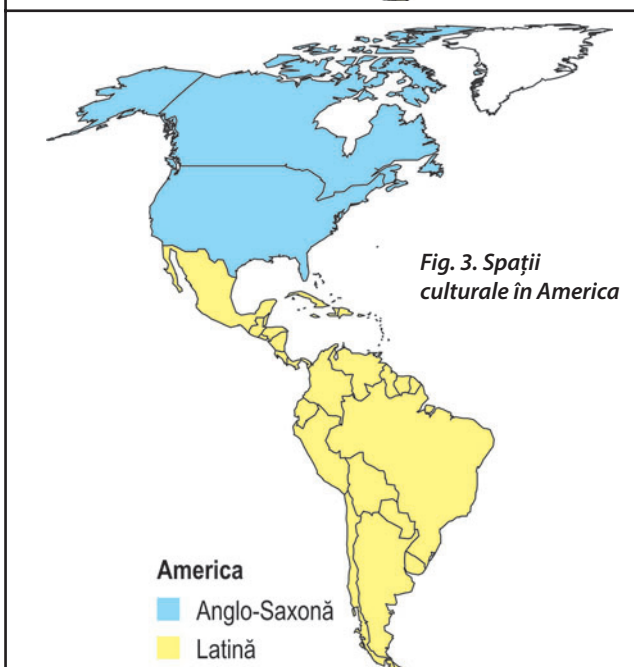 Fig. 3. Spații
culturale în America
America
Anglo-Saxonă
Latină